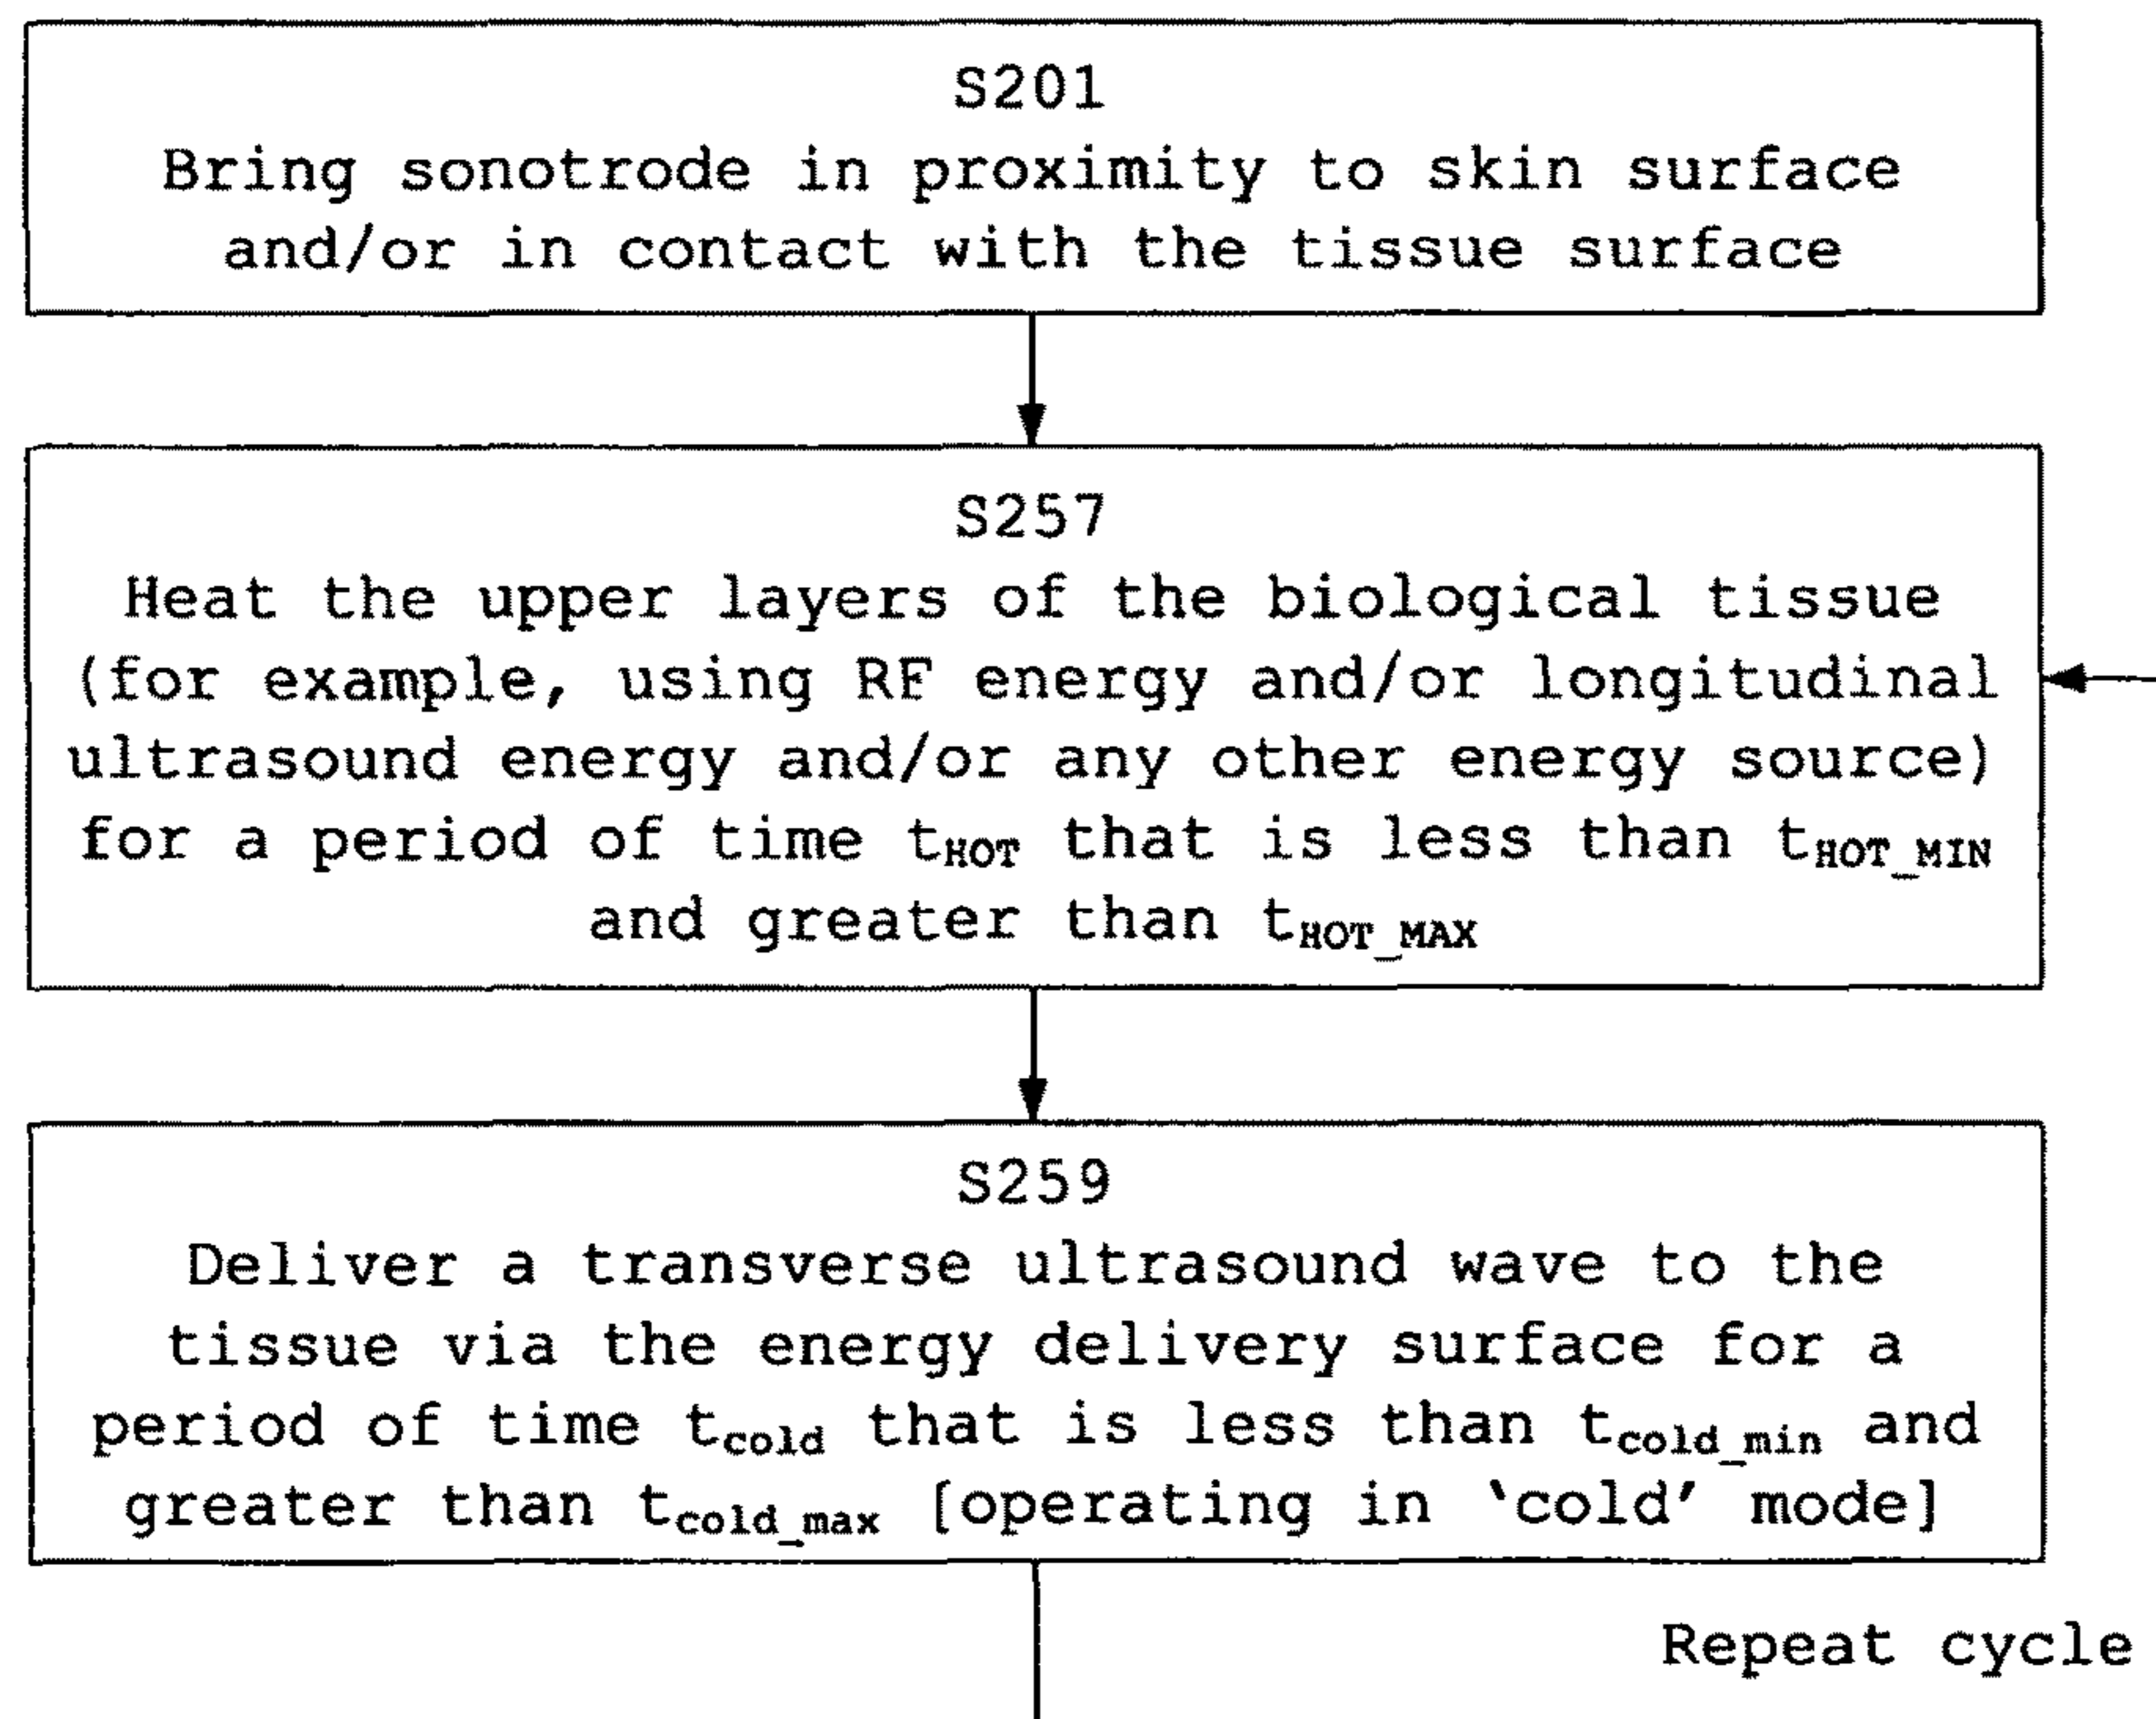 S201
Bring sonotrode in proximity to skin surface
and/or in contact with the tissue surface
S257
Heat the upper layers of the biological tissue
(for example, using RF energy and/or longitudinal
ultrasound energy and/or any other energy source)
for a period of time tHOT that is less than tHOT_MIN
and greater than tHOT_MAX
S259
Deliver a transverse ultrasound wave to the
tissue via the energy delivery surface for a
period of time tcold that is less than tcold_min and
greater than tcold_max [operating in ‘cold’ mode]
Repeat cycle